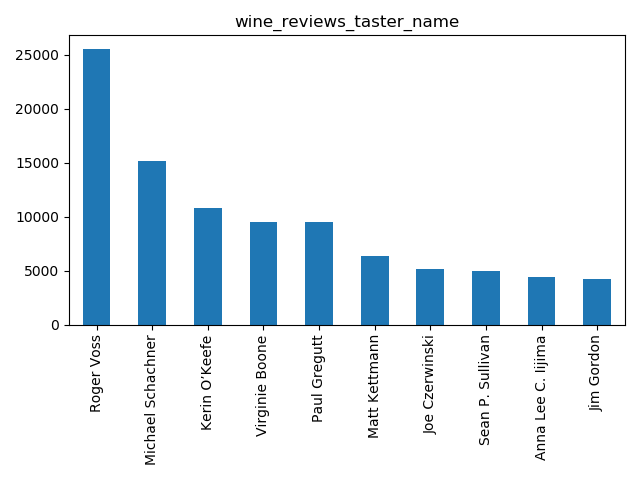 wine_reviews_taster_name
25000
20000
15000
10000
5000
0
Roger Voss
Michael Schachner
Kerin O’Keefe
Virginie Boone
Paul Gregutt
Matt Kettmann
Joe Czerwinski
Sean P. Sullivan
Anna Lee C. Iijima
Jim Gordon